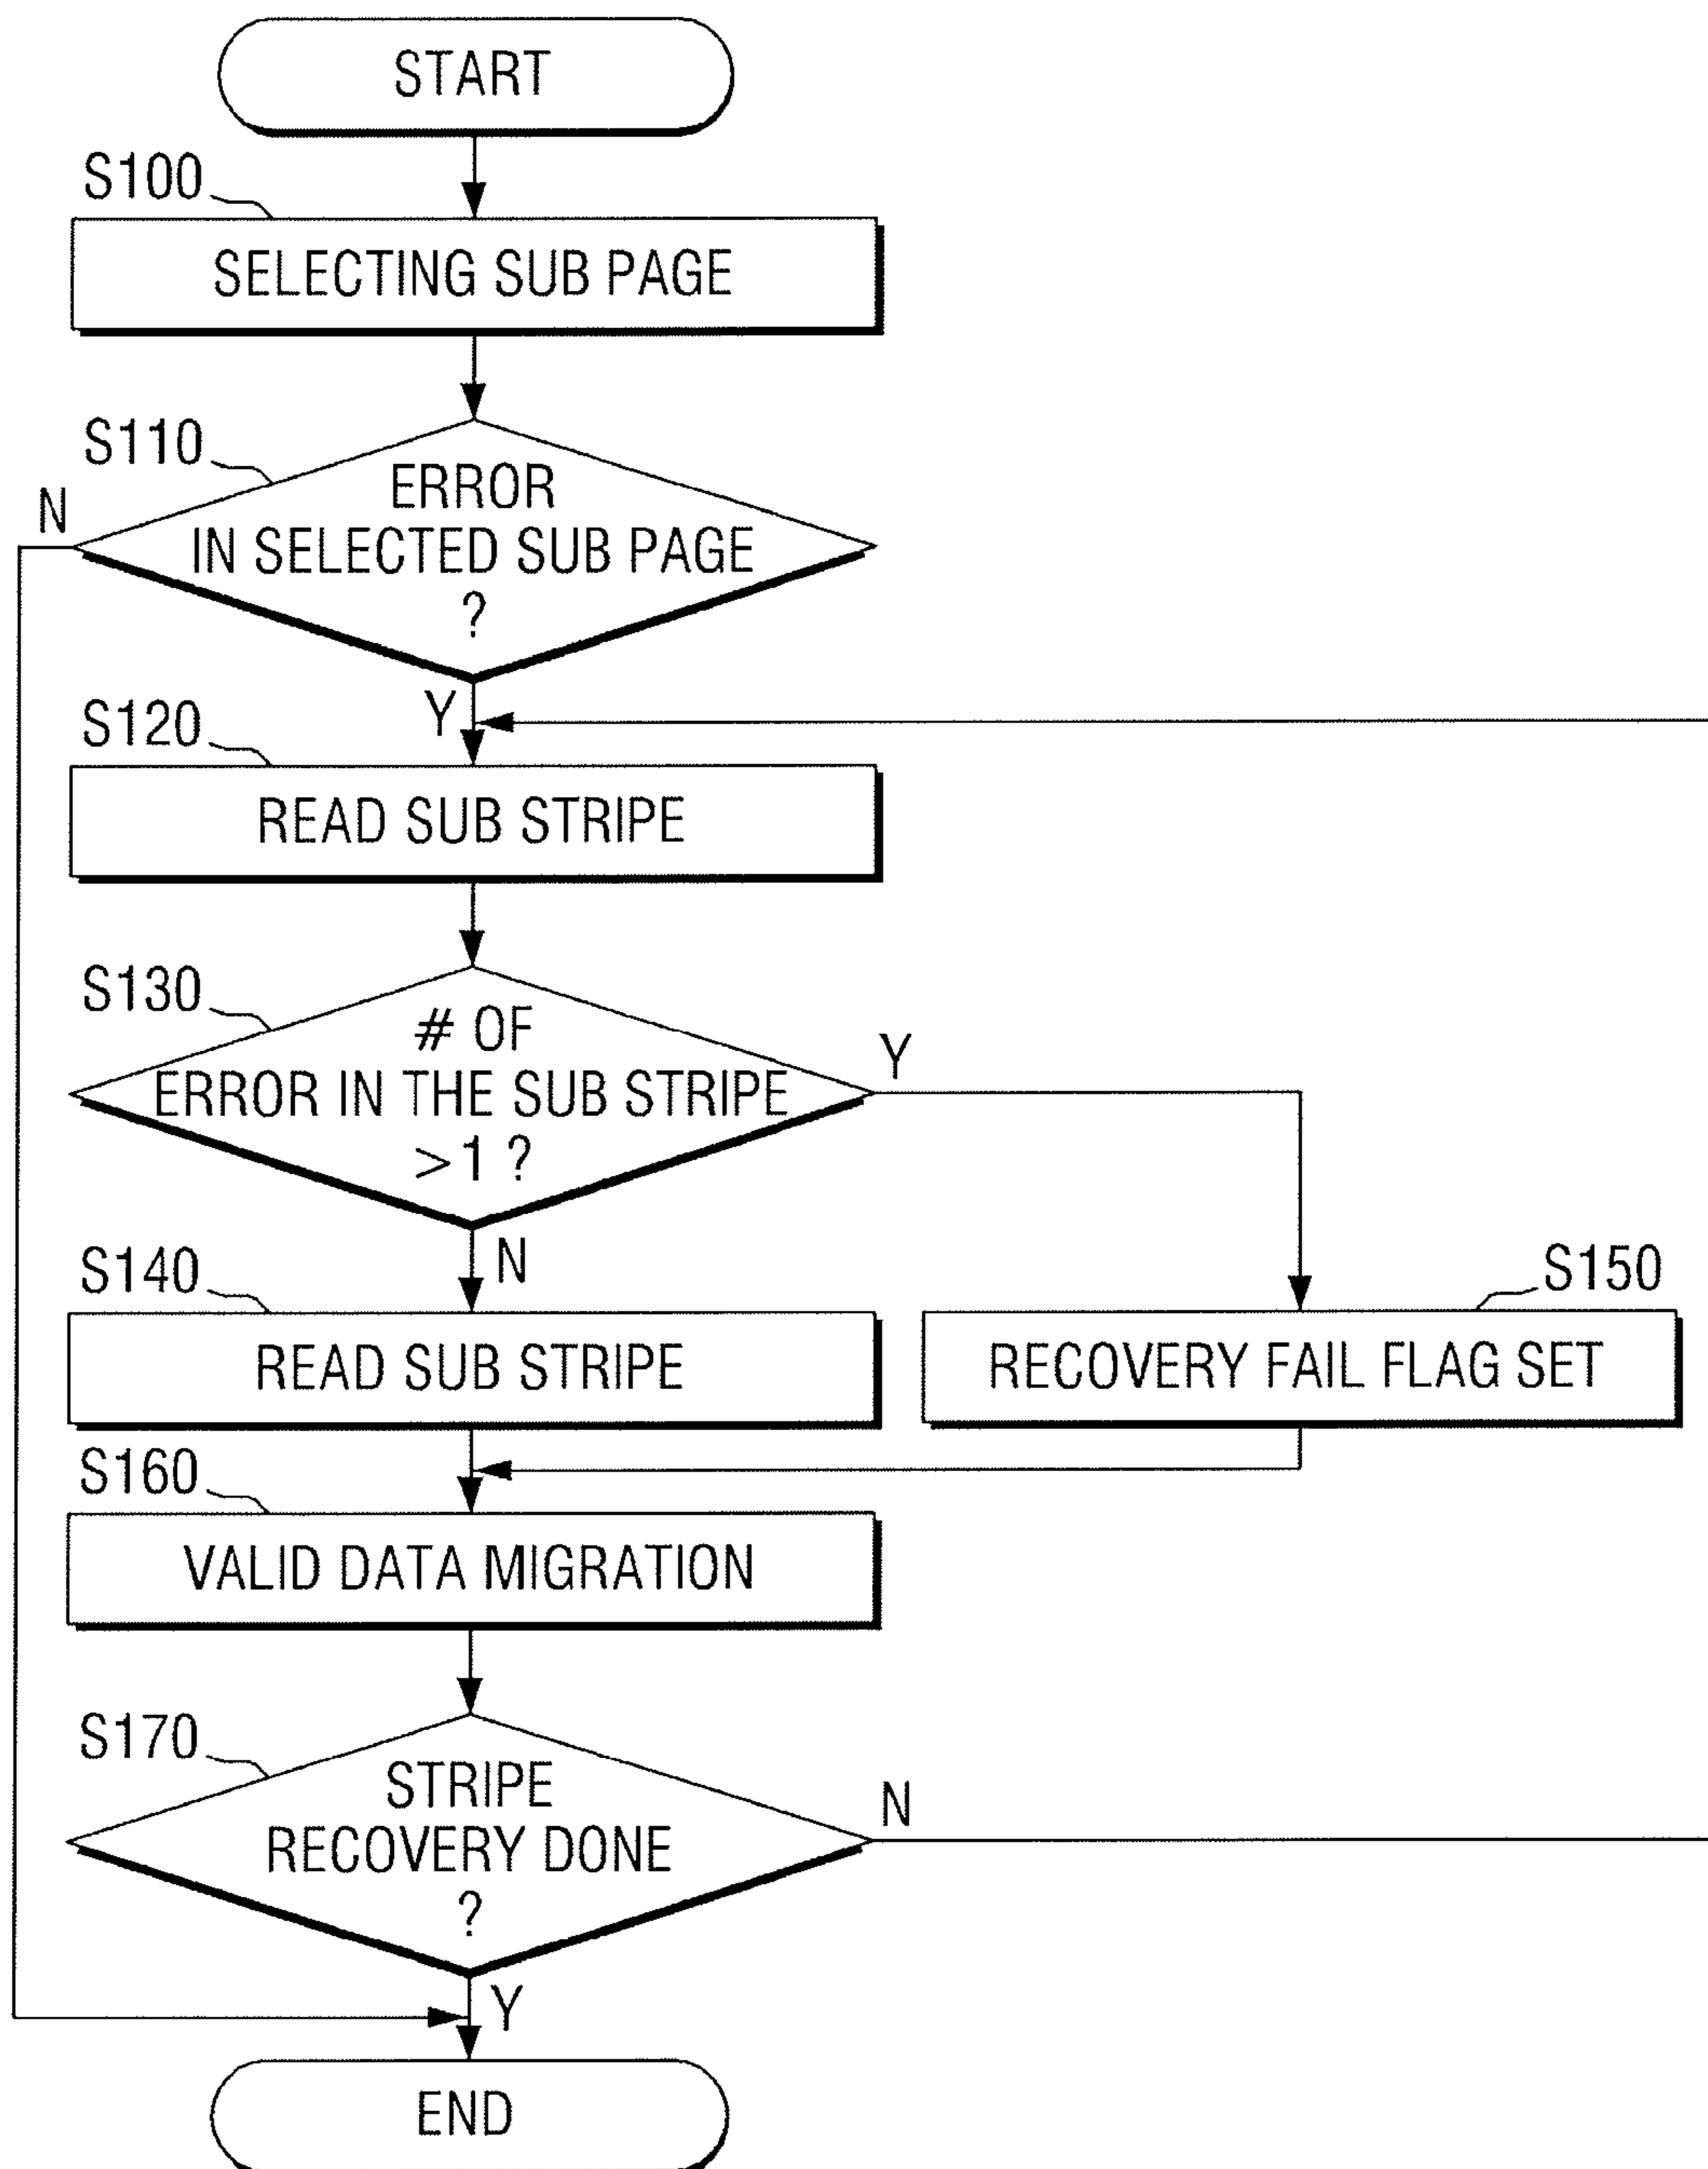 START
S100
SELECTING SUB PAGE
S110
N
ERROR
IN SELECTED SUB PAGE
?
Y
S120
READ SUB STRIPE
S130
# OF
ERROR IN THE SUB STRIPE
>1 ?
Y
N
S140
READ SUB STRIPE
S150
RECOVERY FAIL FLAG SET
S160
VALID DATA MIGRATION
S170
STRIPE
RECOVERY DONE
?
N
Y
END